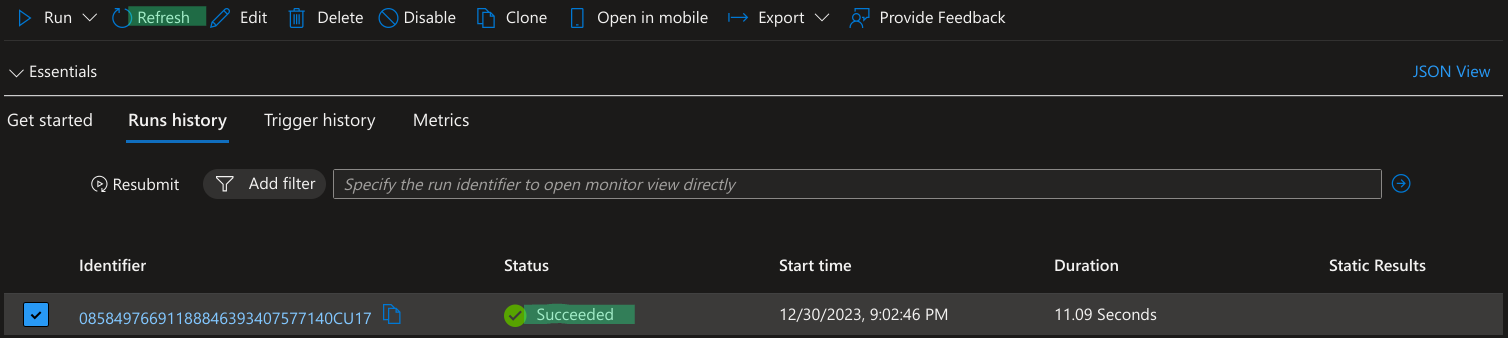 Run Refresh Edit Delete Disable Clone Open in mobile Export Provide Feedback
Essentials JSON View
Get started Runs history Trigger history Metrics
Resubmit Add filter Specify the run identifier to open monitor view directly
Identifier Status Start time Duration Static Results
08584976691188846393407577140CU17 Succeeded 12/30/2023, 9:02:46 PM 11.09 Seconds